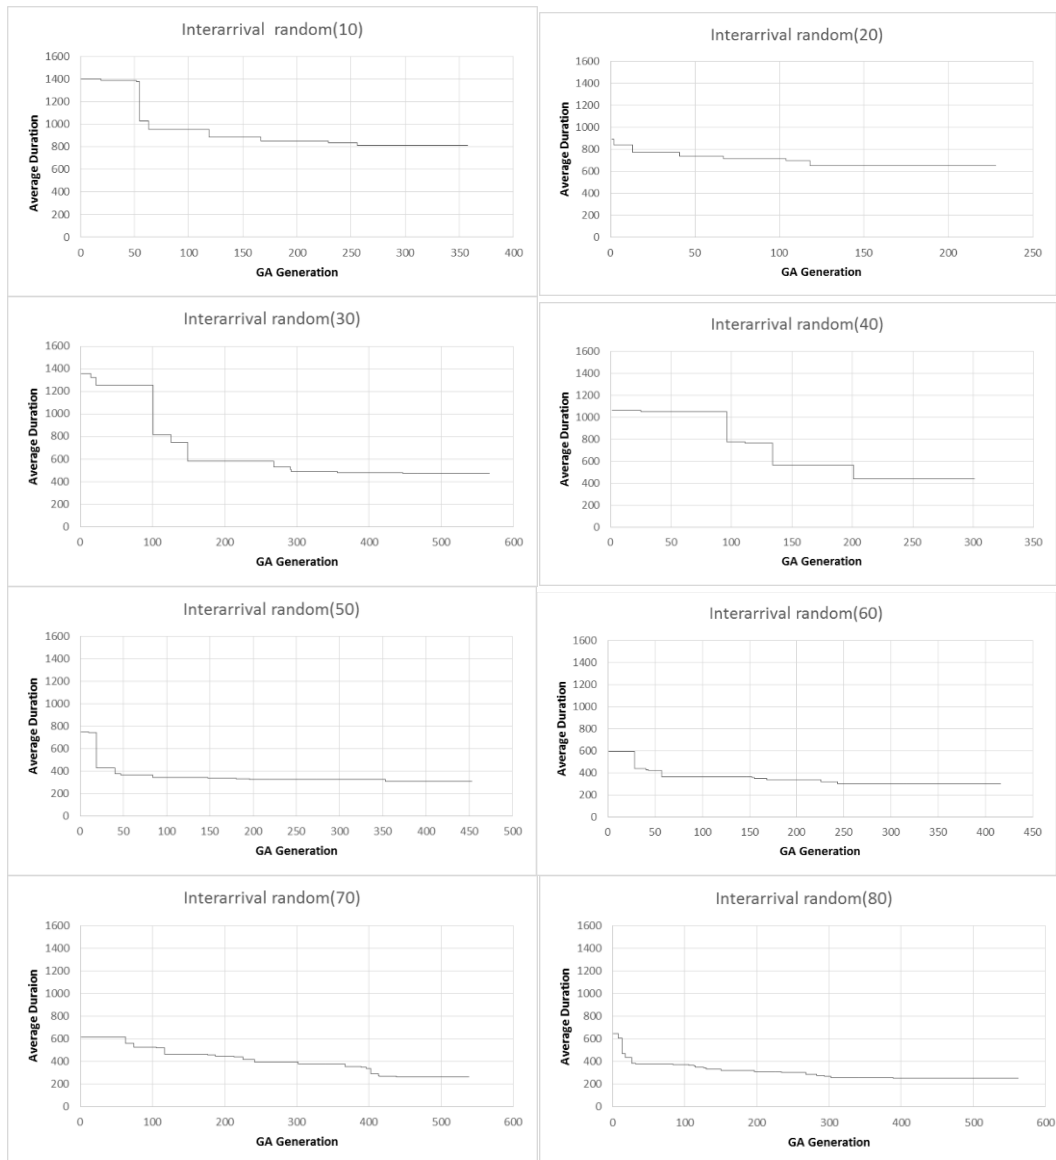 Interarrival  random(10)
1600
1400
1200
1000
800
600
400
200
0
Average Duration
0 50 100 150 200 250 300 350 400
GA Generation
Interarrival random(20)
1600
1400
1200
1000
800
600
400
200
0
Average Duration
0 50 100 150 200 250
GA Generation
Interarrival random(30)
1600
1400
1200
1000
800
600
400
200
0
Average Duration
0 100 200 300 400 500 600
GA Generation
Interarrival random(40)
1600
1400
1200
1000
800
600
400
200
0
Average Duration
0 50 100 150 200 250 300 350
GA Generation
Interarrival random(50)
1600
1400
1200
1000
800
600
400
200
0
Average Duration
0 50 100 150 200 250 300 350 400 450 500
GA Generation
Interarrival random(60)
1600
1400
1200
1000
800
600
400
200
0
Average Duration
0 50 100 150 200 250 300 350 400 450
GA Generation
Interarrival random(70)
1600
1400
1200
1000
800
600
400
200
0
Average Duraion
0 100 200 300 400 500 600
GA Generation
Interarrival random(80)
1600
1400
1200
1000
800
600
400
200
0
Average Duration
0 100 200 300 400 500 600
GA Generation